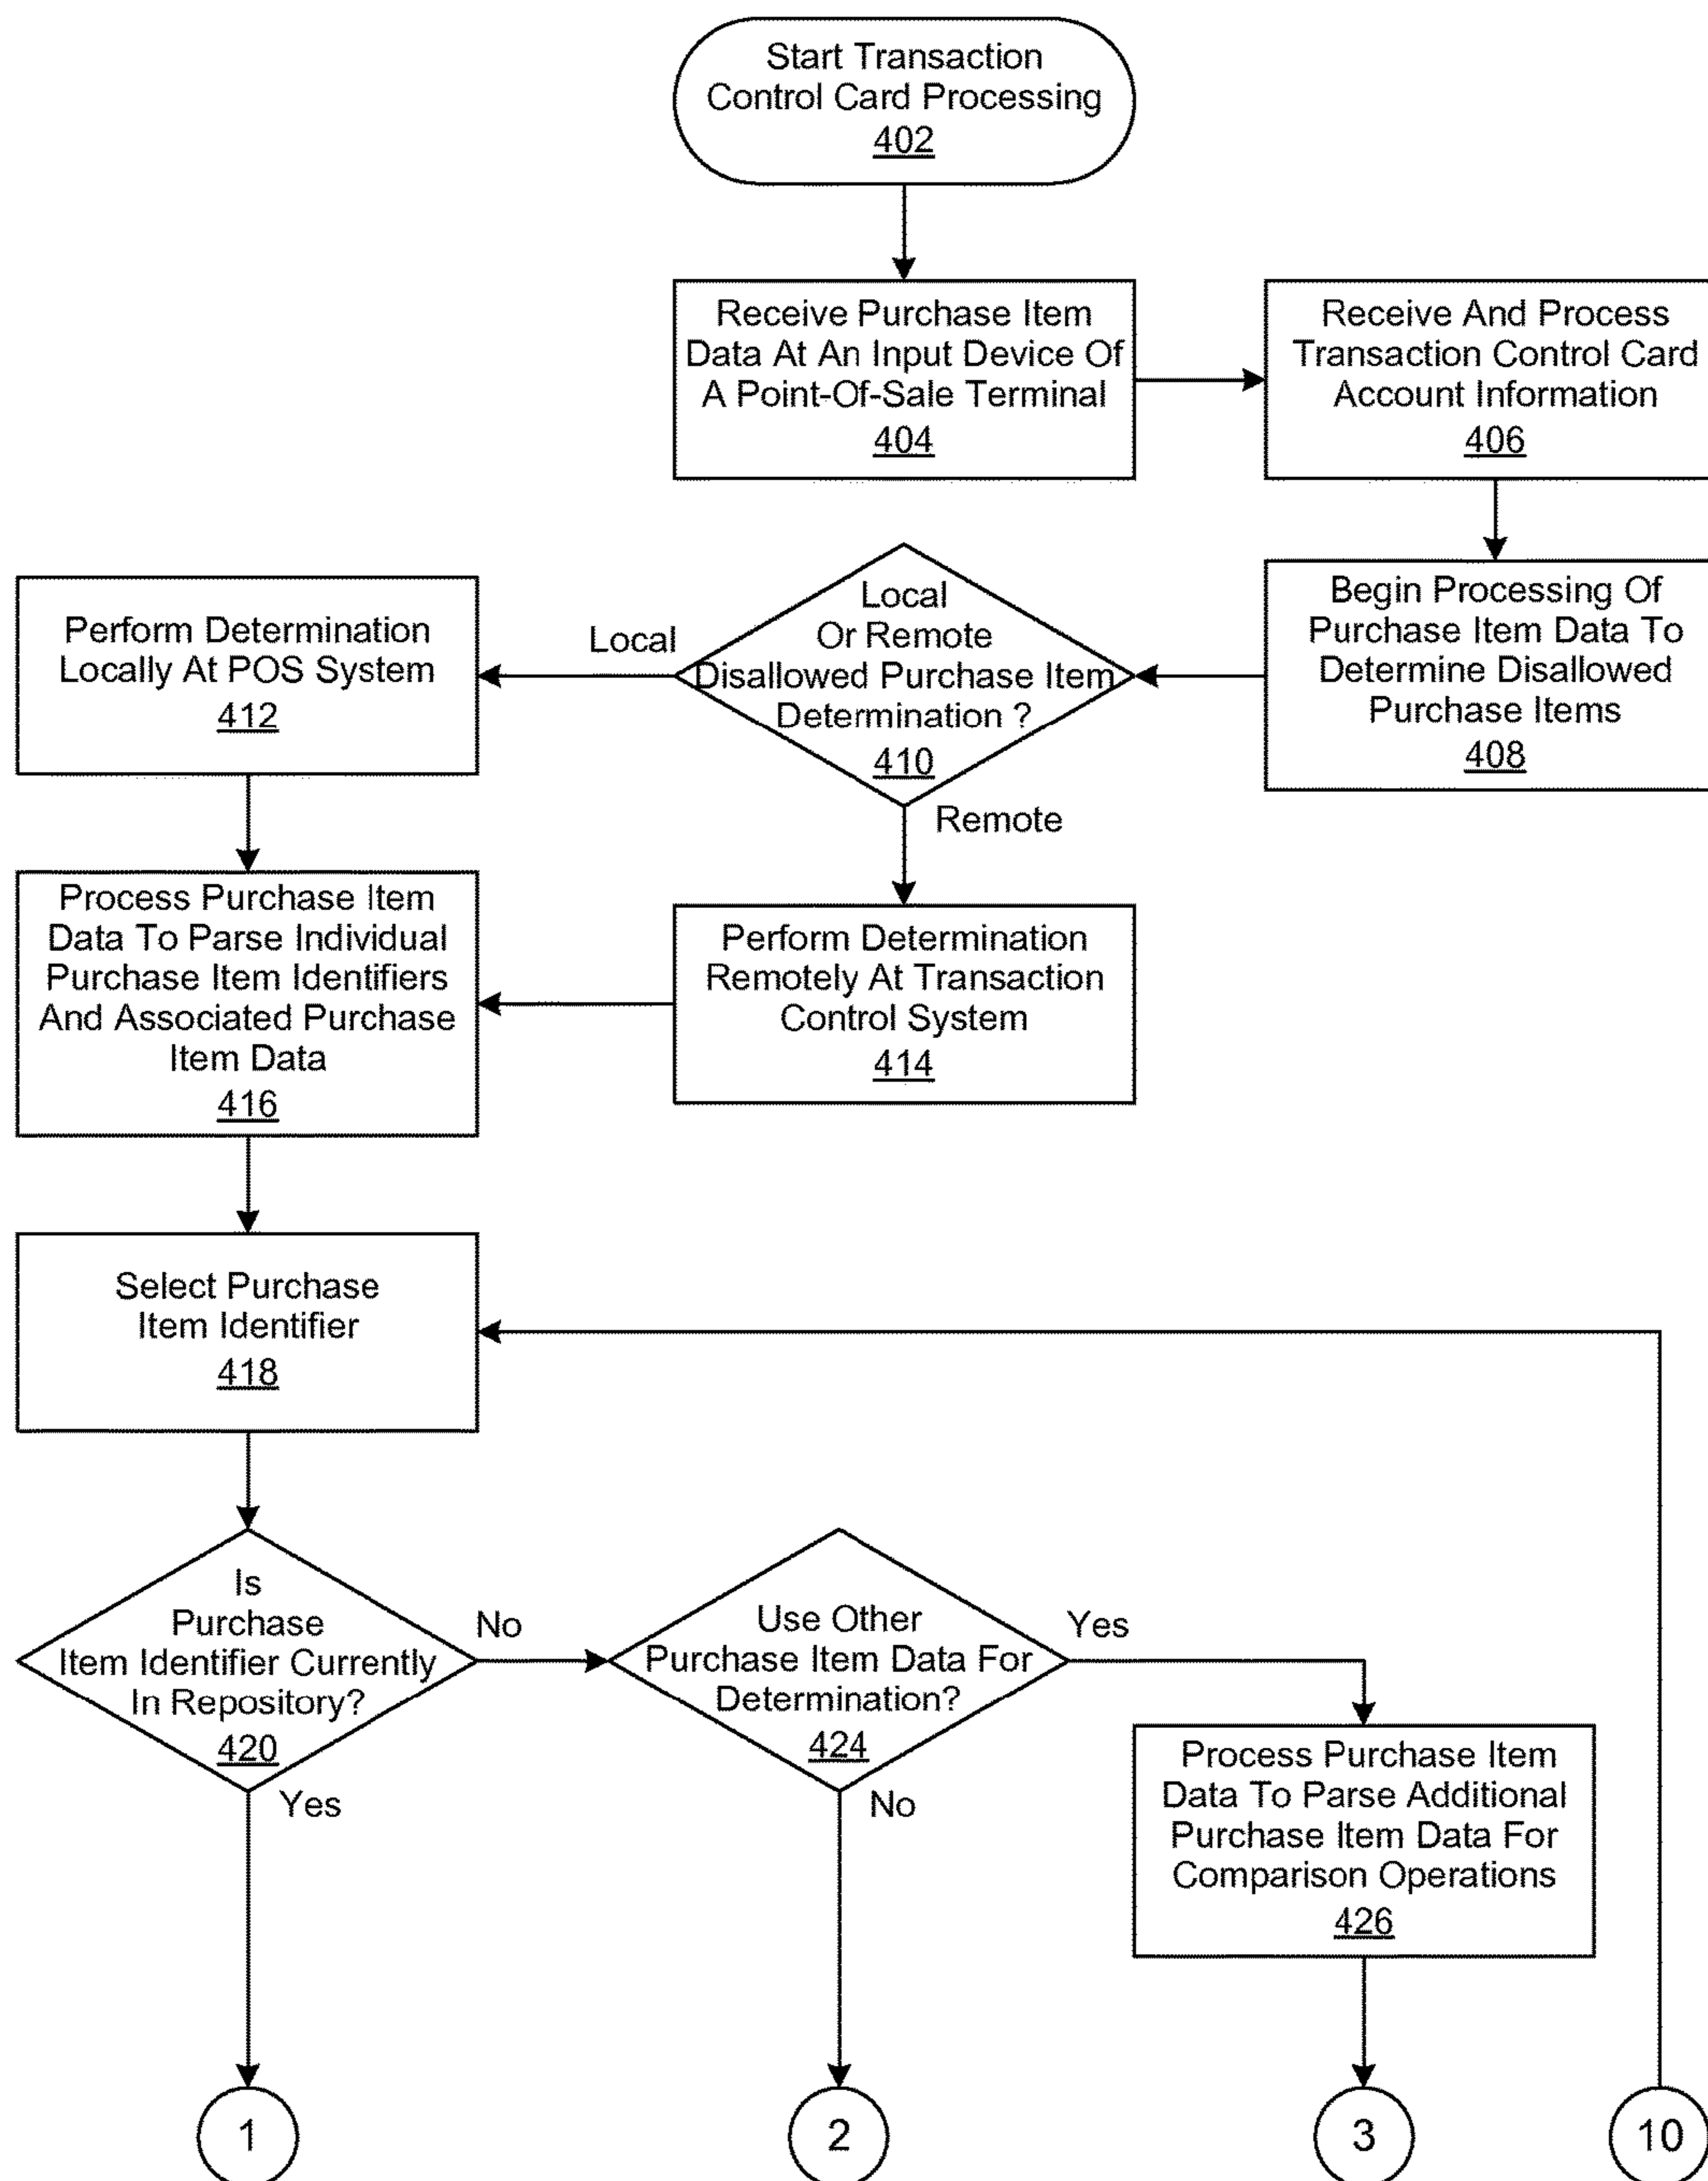 Start Transaction
Control Card Processing
402
Receive Purchase Item
Data At An Input Device Of
A Point-Of-Sale Terminal
404
Receive And Process
Transaction Control Card
Account Information
406
Begin Processing Of
Purchase Item Data To
Determine Disallowed
Purchase Items
408
Local
Or Remote
Disallowed Purchase Item
Determination ?
410
Local
Remote
Perform Determination
Locally At POS System
412
Perform Determination
Remotely At Transaction
Control System
414
Process Purchase Item
Data To Parse Individual
Purchase Item Identifiers
And Associated Purchase
Item Data
416
Select Purchase
Item Identifier
418
Is
Purchase
Item Identifier Currently
In Repository?
420
No
Yes
Use Other
Purchase Item Data For
Determination?
424
Yes
No
Process Purchase Item
Data To Parse Additional
Purchase Item Data For
Comparison Operations
426
1
2
3
10